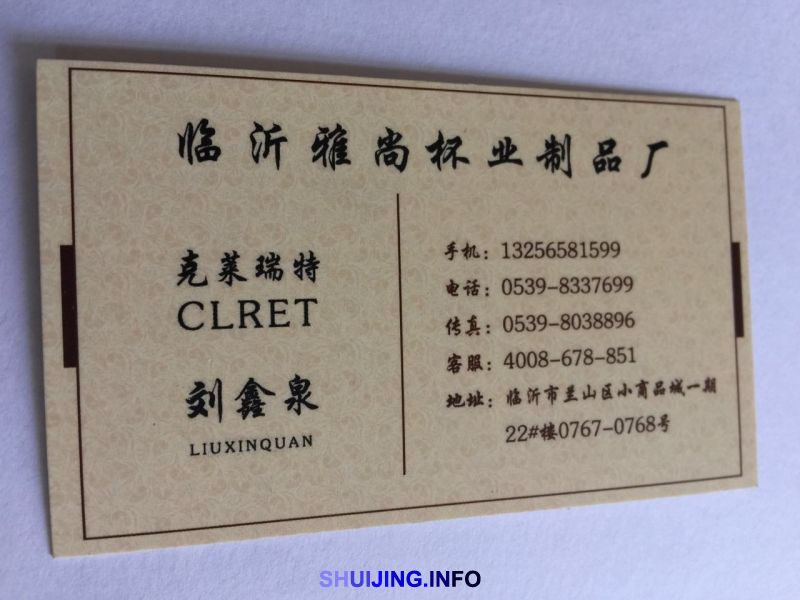 临沂雅尚杯业制品厂
克莱瑞特
CLRET
刘鑫泉
LIUXINQUAN
手机：13256581599
电话：0539-8337699
传真：0539-8038896
客服：4008-678-851
地址：临沂市兰山区小商品城一期
22#楼0767-0768号
SHUIJING.INFO